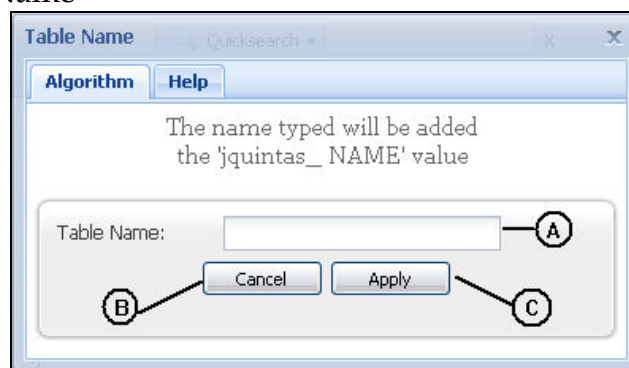 Table Name
Quicksearch
X
x
Algorithm
Help
The name typed will be added
the 'jquintas_ NAME' value
Table Name:
A
Cancel
Apply
B
C